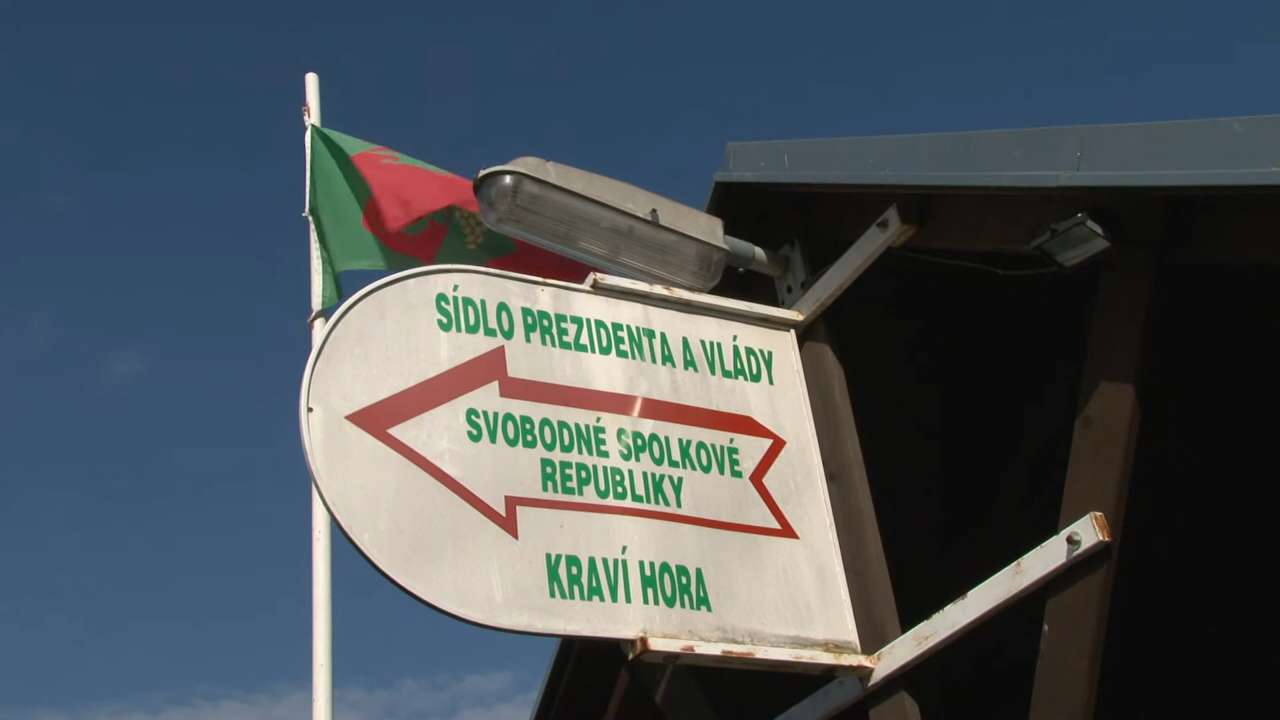 SÍDLO PREZIDENTA A VLÁDY
SVOBODNÉ SPOLKOVÉ
REPUBLIKY
KRAVÍ HORA